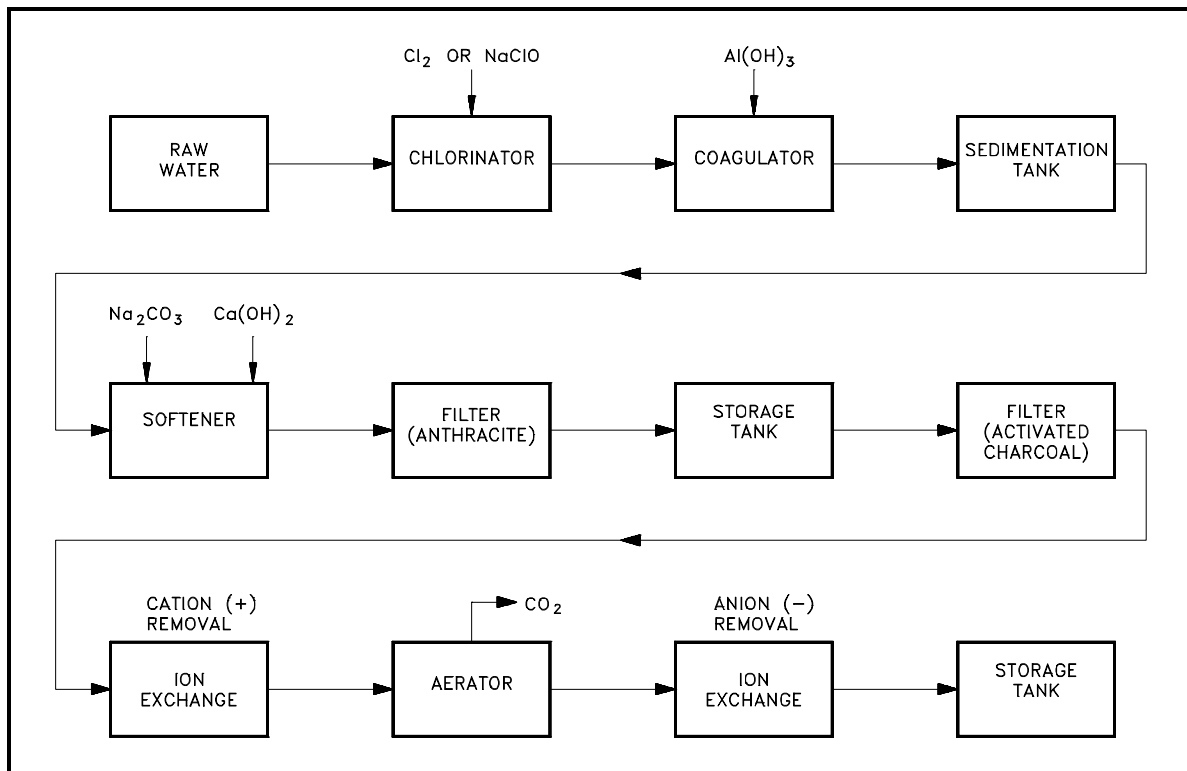 Cl₂ OR NaClO
Al(OH)₃
RAW
WATER
CHLORINATOR
COAGULATOR
SEDIMENTATION
TANK
Na₂CO₃
Ca(OH)₂
SOFTENER
FILTER
(ANTHRACITE)
STORAGE
TANK
FILTER
(ACTIVATED
CHARCOAL)
CATION (+)
REMOVAL
CO₂
ANION (−)
REMOVAL
ION
EXCHANGE
AERATOR
ION
EXCHANGE
STORAGE
TANK